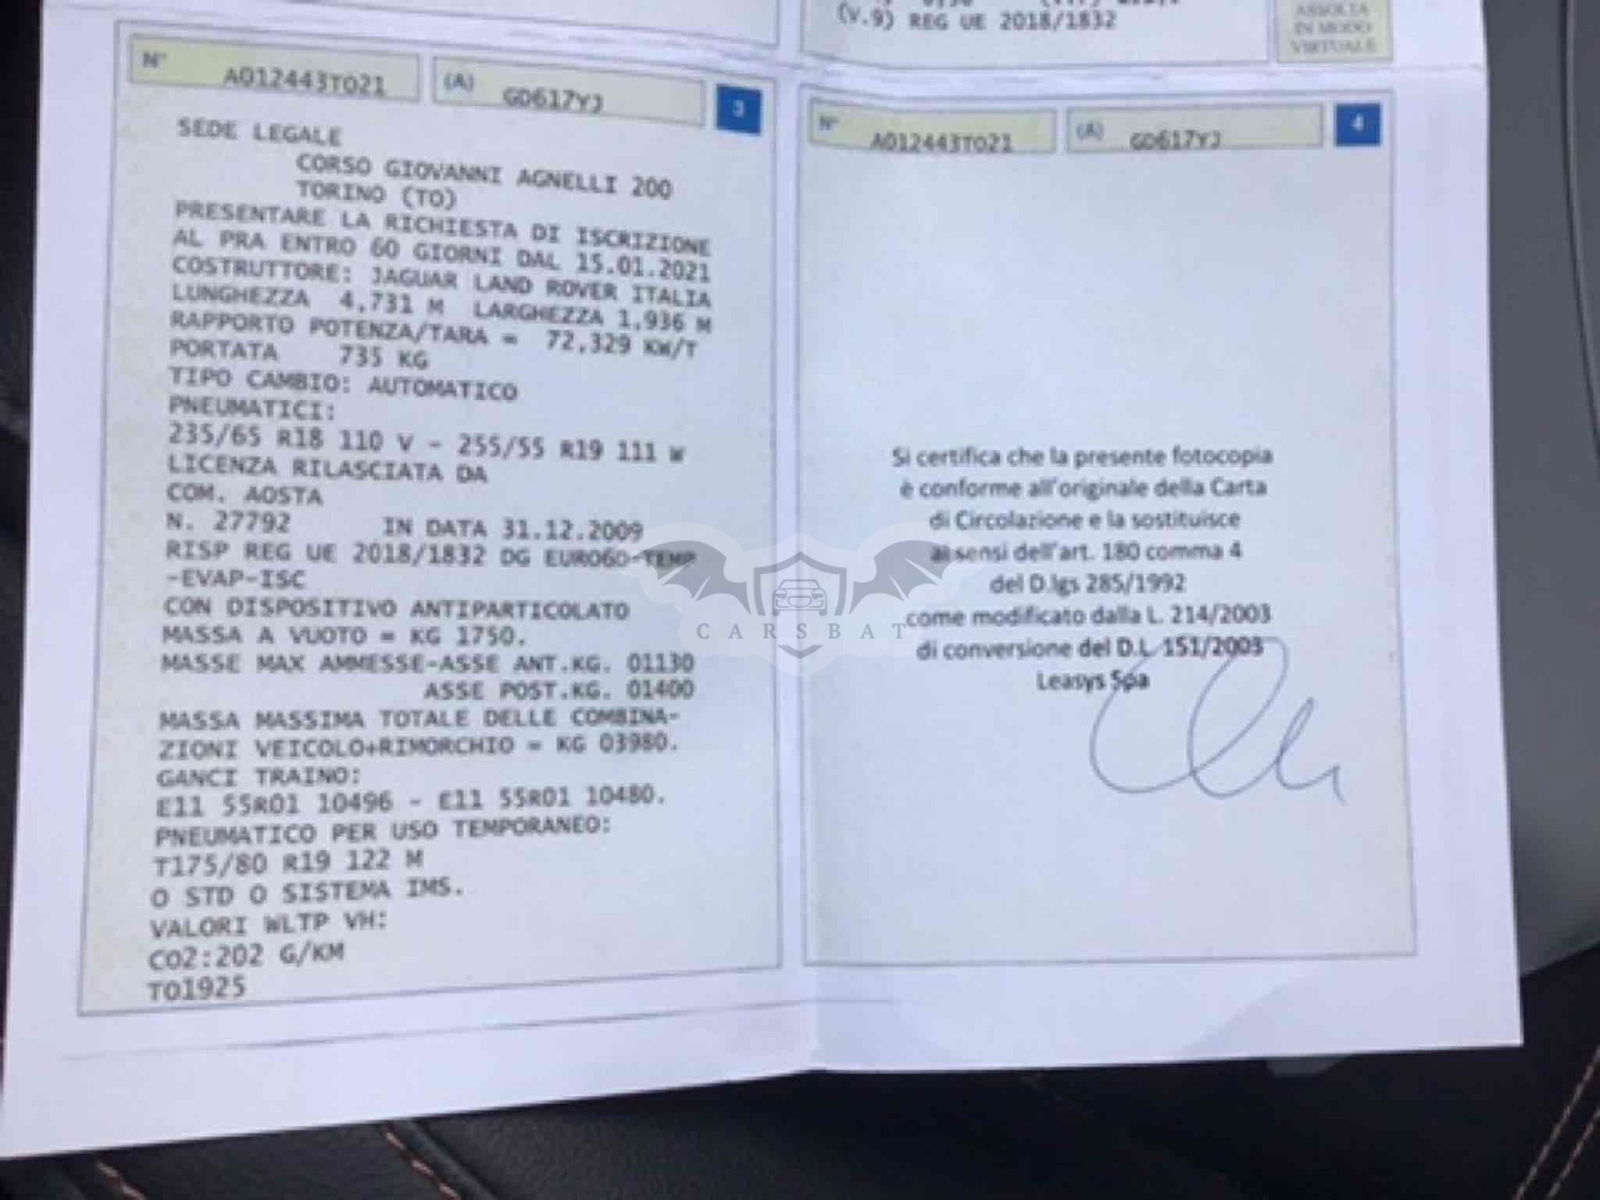 (V.9) REG UE 2018/1832
ASSOLTA
IN MODO
VIRTUALE
N° A012443TO21 (A) GD617YJ 3
SEDE LEGALE
CORSO GIOVANNI AGNELLI 200
TORINO (TO)
PRESENTARE LA RICHIESTA DI ISCRIZIONE
AL PRA ENTRO 60 GIORNI DAL 15.01.2021
COSTRUTTORE: JAGUAR LAND ROVER ITALIA
LUNGHEZZA 4,731 M LARGHEZZA 1,936 M
RAPPORTO POTENZA/TARA = 72,329 KW/T
PORTATA 735 KG
TIPO CAMBIO: AUTOMATICO
PNEUMATICI:
235/65 R18 110 V - 255/55 R19 111 W
LICENZA RILASCIATA DA
COM. AOSTA
N. 27792 IN DATA 31.12.2009
RISP REG UE 2018/1832 DG EURO6D-TEMP
-EVAP-ISC
CON DISPOSITIVO ANTIPARTICOLATO
MASSA A VUOTO = KG 1750.
MASSE MAX AMMESSE-ASSE ANT.KG. 01130
ASSE POST.KG. 01400
MASSA MASSIMA TOTALE DELLE COMBINA-
ZIONI VEICOLO+RIMORCHIO = KG 03980.
GANCI TRAINO:
E11 55R01 10496 - E11 55R01 10480.
PNEUMATICO PER USO TEMPORANEO:
T175/80 R19 122 M
O STD O SISTEMA IMS.
VALORI WLTP VH:
CO2:202 G/KM
TO1925
N° A012443TO21 (A) GD617YJ 4
Si certifica che la presente fotocopia
è conforme all'originale della Carta
di Circolazione e la sostituisce
ai sensi dell'art. 180 comma 4
del D.lgs 285/1992
come modificato dalla L. 214/2003
di conversione del D.L. 151/2003
Leasys Spa
CARSBAT